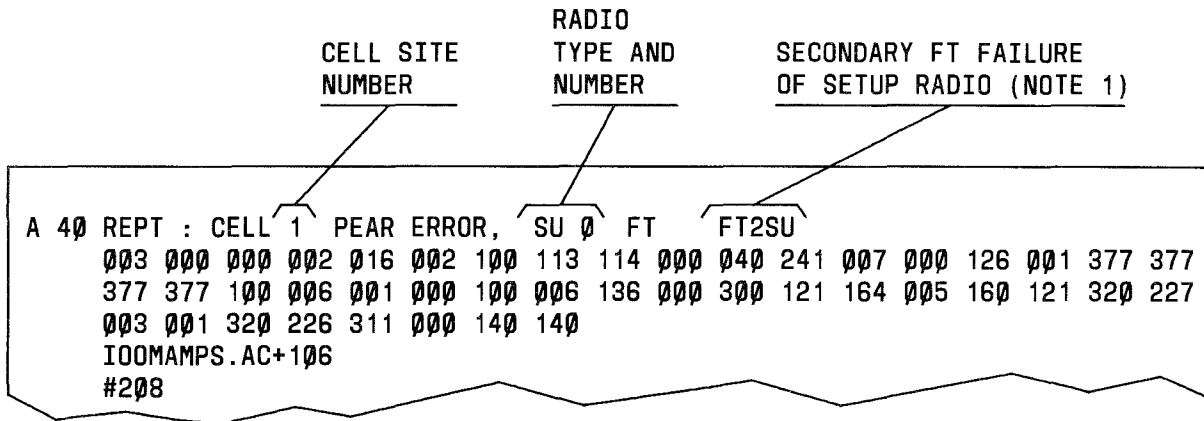 RADIO
CELL SITE TYPE AND SECONDARY FT FAILURE
NUMBER NUMBER OF SETUP RADIO (NOTE 1)
A 4Ø REPT : CELL 1 PEAR ERROR, SU Ø FT FT2SU
ØØ3 ØØØ ØØØ ØØ2 Ø16 ØØ2 1ØØ 113 114 ØØØ Ø4Ø 241 ØØ7 ØØØ 126 ØØ1 377 377
377 377 1ØØ ØØ6 ØØ1 ØØØ 1ØØ ØØ6 136 ØØØ 3ØØ 121 164 ØØ5 16Ø 121 32Ø 227
ØØ3 ØØ1 32Ø 226 311 ØØØ 14Ø 14Ø
IOOMAMPS.AC+1Ø6
#2Ø8